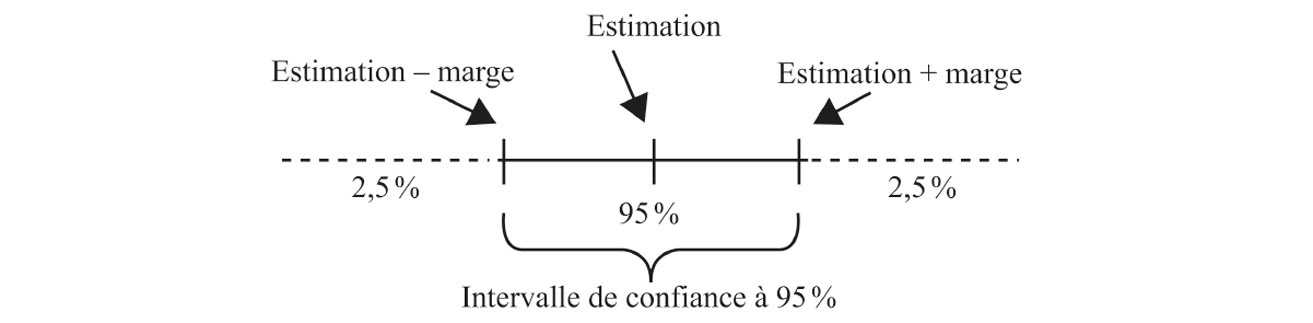 Estimation
Estimation – marge
Estimation + marge
2,5 %
95 %
2,5 %
Intervalle de confiance à 95 %